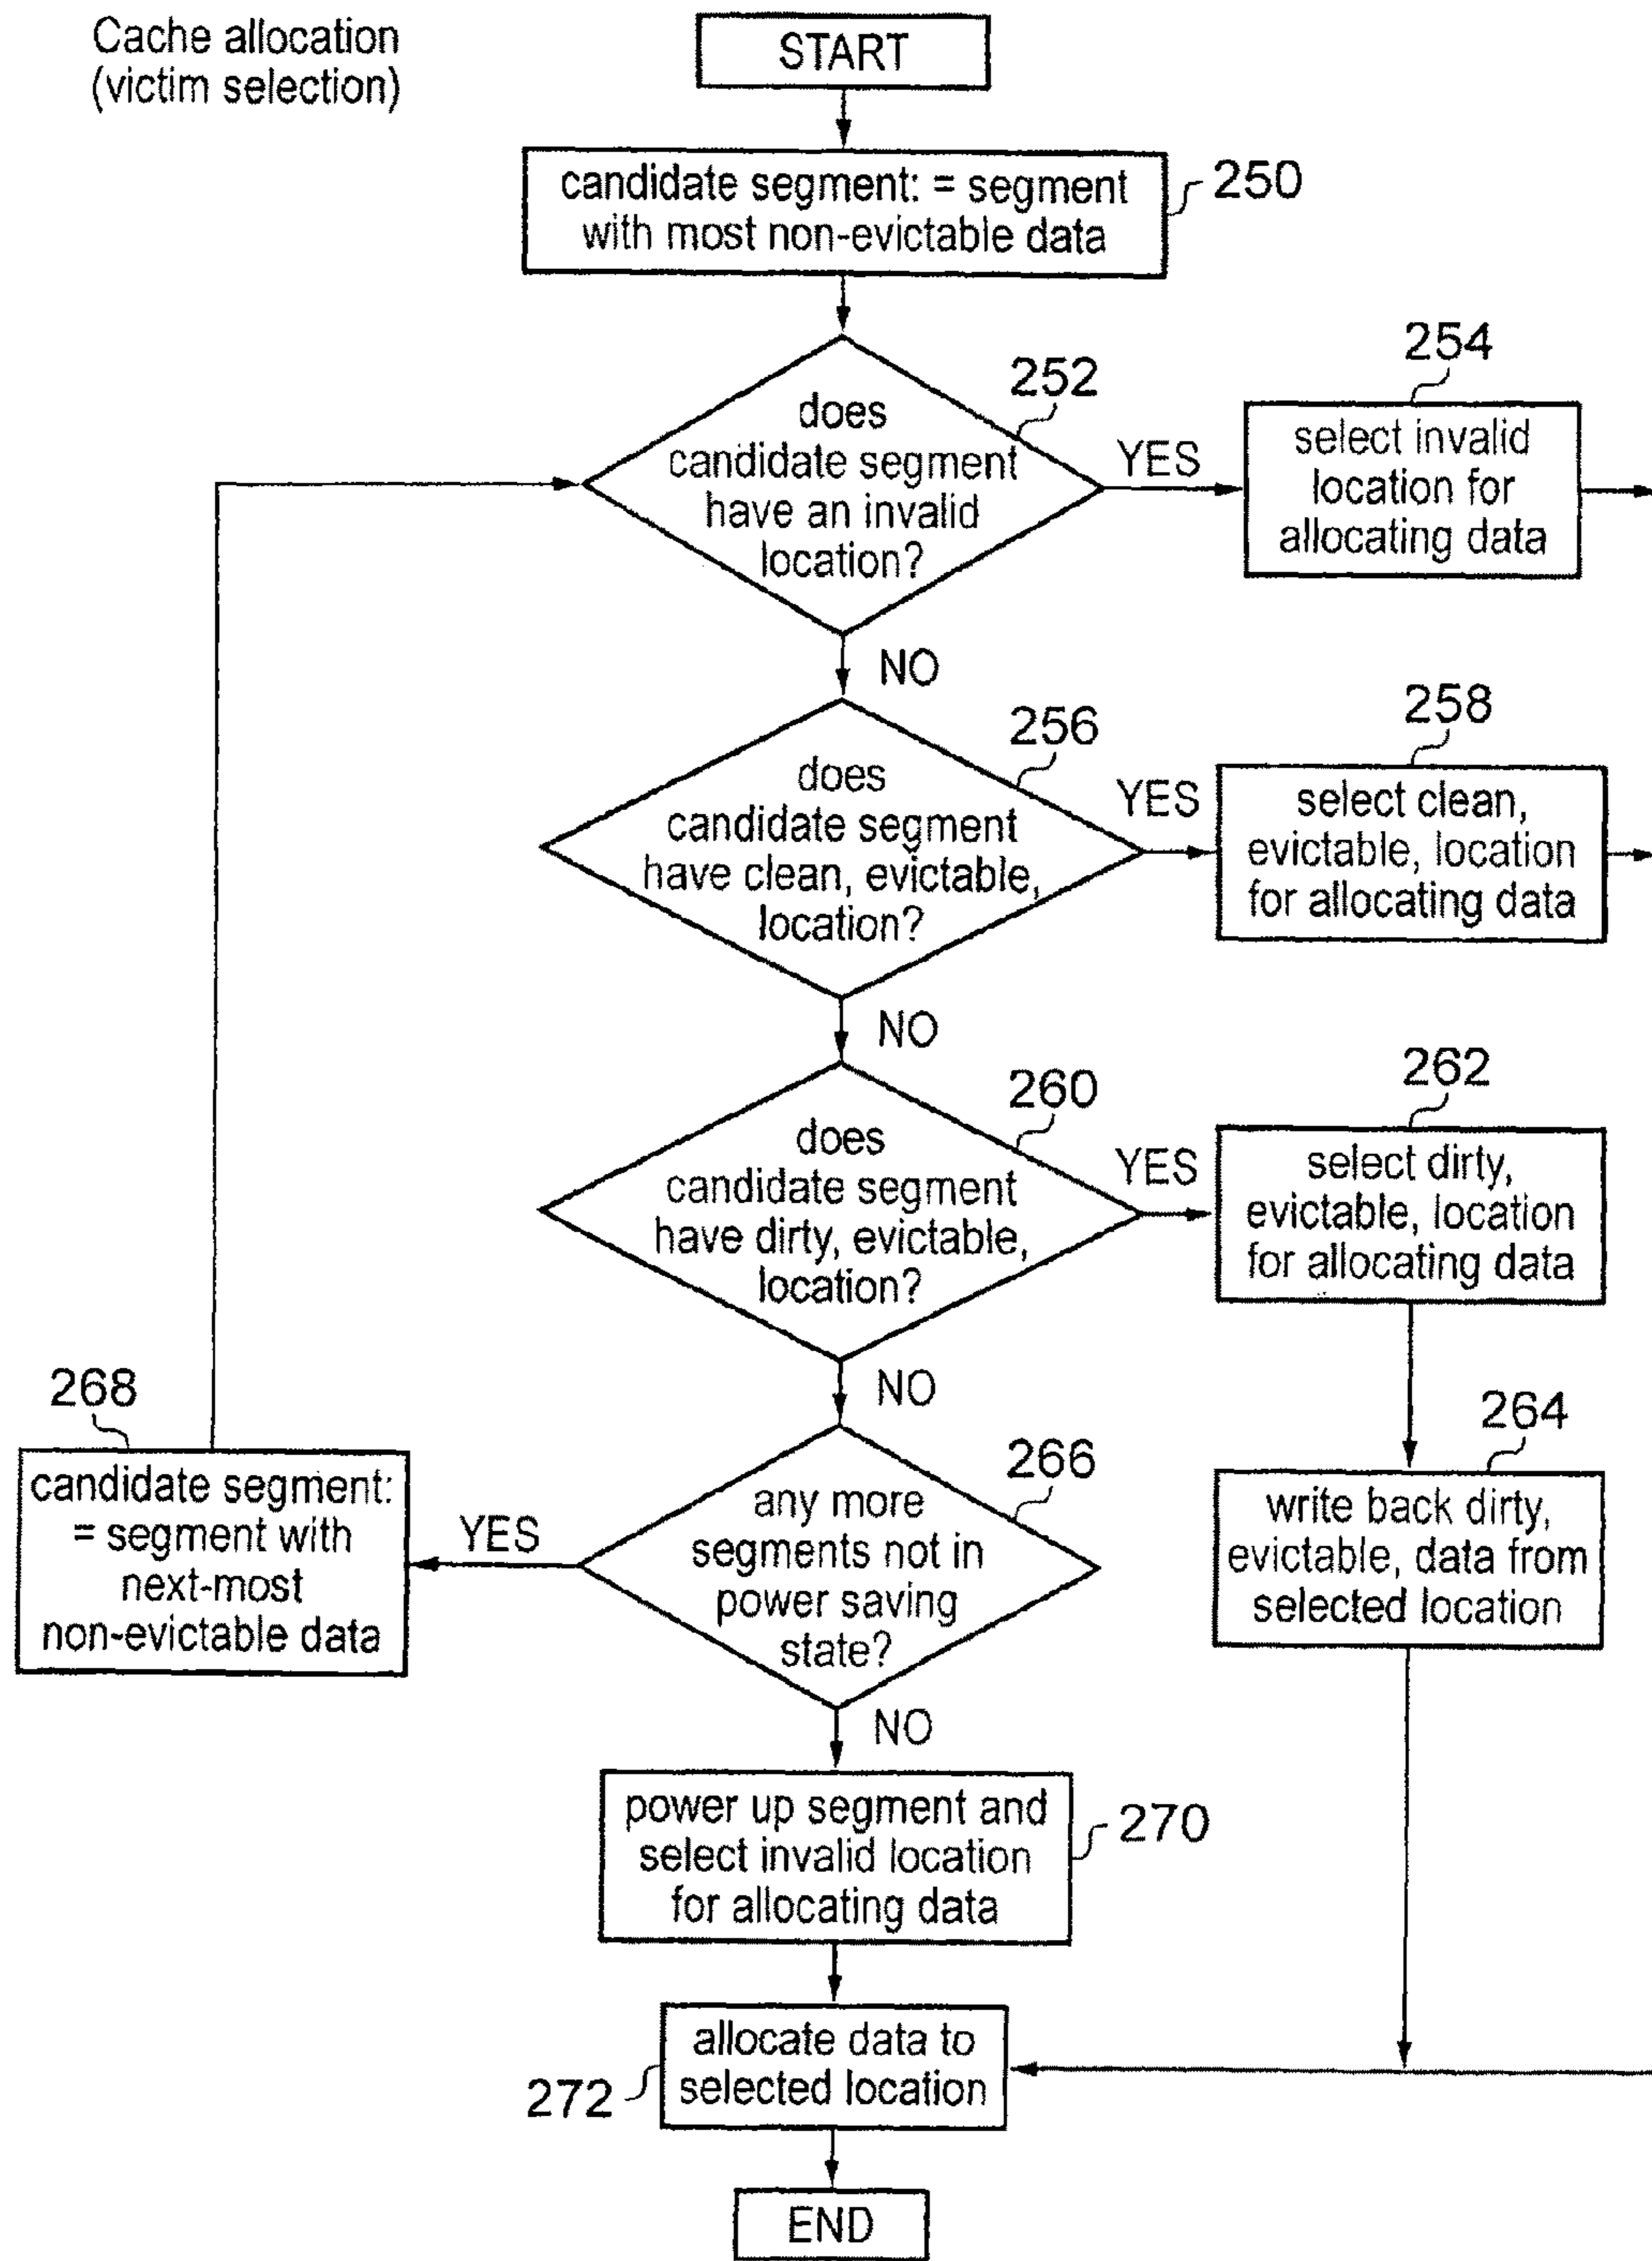 Cache allocation
(victim selection)
START
candidate segment: = segment
with most non-evictable data
250
252
does
candidate segment
have an invalid
location?
YES
254
select invalid
location for
allocating data
NO
256
does
candidate segment
have clean, evictable,
location?
YES
258
select clean,
evictable, location
for allocating data
NO
260
does
candidate segment
have dirty, evictable,
location?
YES
262
select dirty,
evictable, location
for allocating data
NO
264
write back dirty,
evictable, data from
selected location
266
any more
segments not in
power saving
state?
YES
268
candidate segment:
= segment with
next-most
non-evictable data
NO
power up segment and
select invalid location
for allocating data
270
allocate data to
selected location
272
END